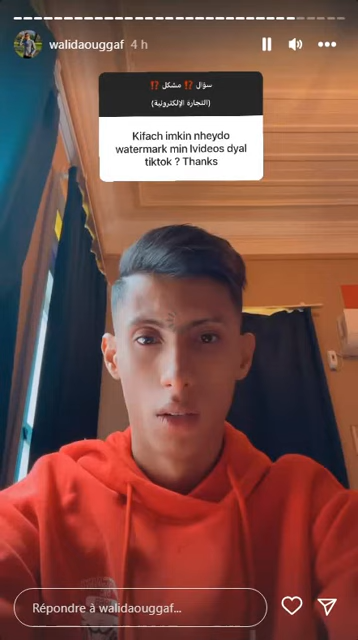 walidaouggaf 4 h
سؤال ⁉️ مشكل ⁉️
(التجارة الإلكترونية)
Kifach imkin nheydo
watermark min lvideos dyal
tiktok ? Thanks
Répondre à walidaouggaf...